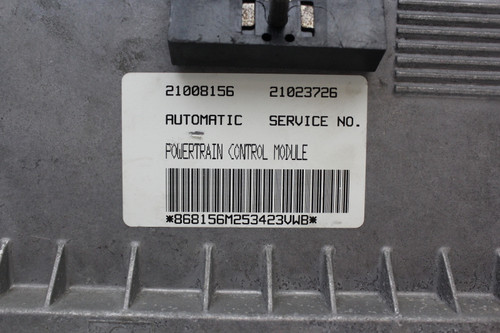 21008156 21023726
AUTOMATIC SERVICE NO.
POWERTRAIN CONTROL MODULE
*868156M253423VWB*